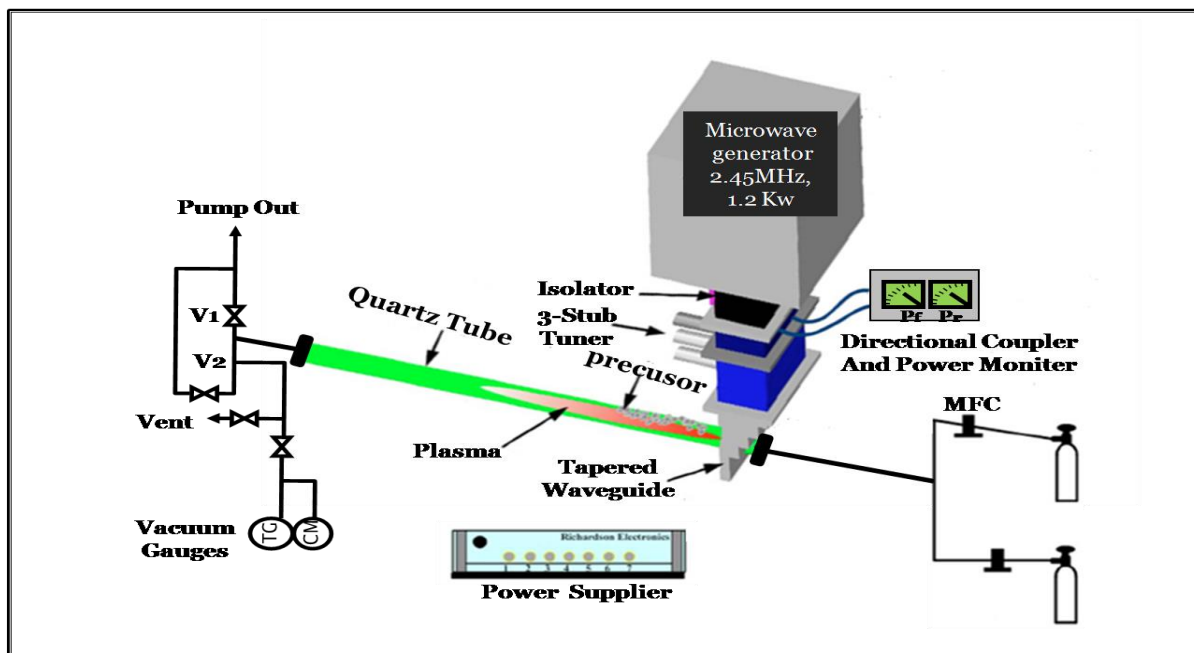 Microwave
generator
2.45MHz,
1.2 Kw
Pump Out
Isolator
Quartz Tube
3-Stub
Tuner
V1
Pf Pr
Directional Coupler
And Power Moniter
precusor
V2
MFC
Vent
Plasma
Tapered
Waveguide
Vacuum
Gauges
TG CM
Richardson Electronics
1 2 3 4 5 6 7
Power Supplier